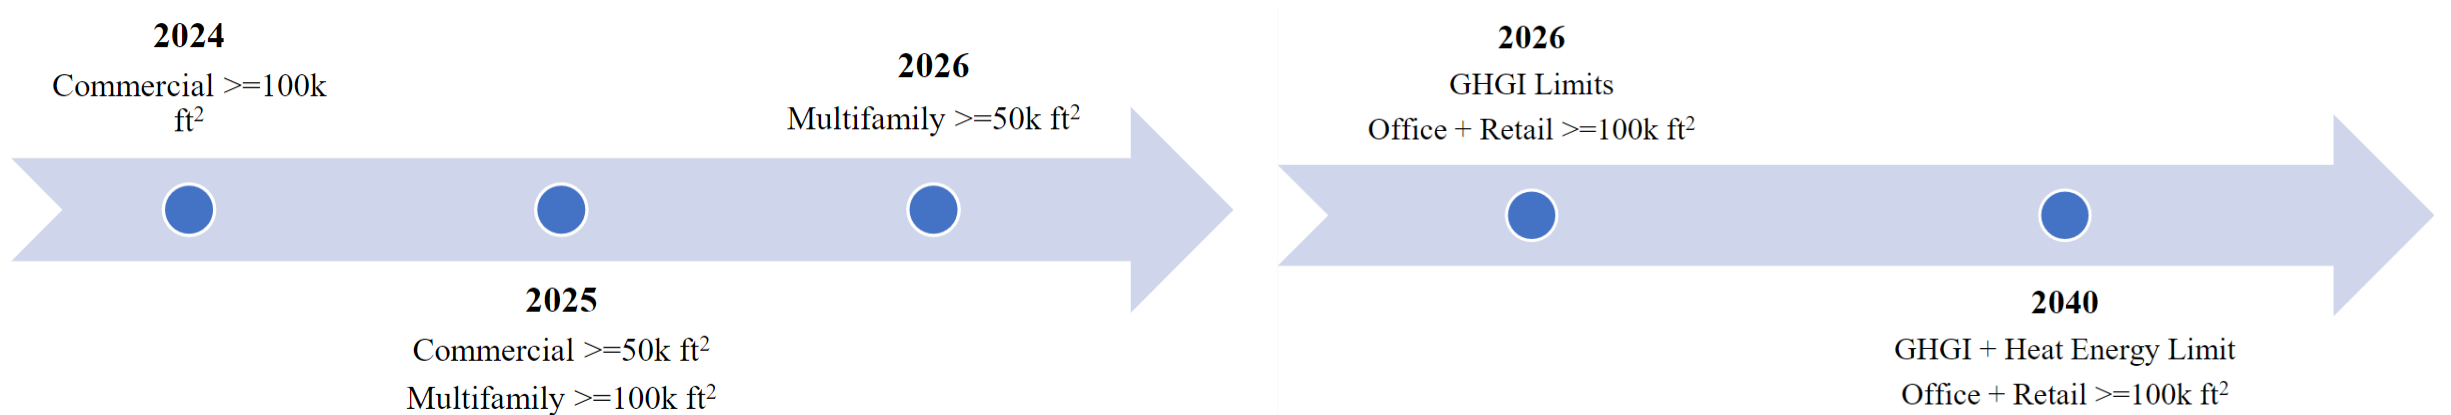 2024
Commercial >=100k
ft²
2025
Commercial >=50k ft²
Multifamily >=100k ft²
2026
Multifamily >=50k ft²
2026
GHGI Limits
Office + Retail >=100k ft²
2040
GHGI + Heat Energy Limit
Office + Retail >=100k ft²